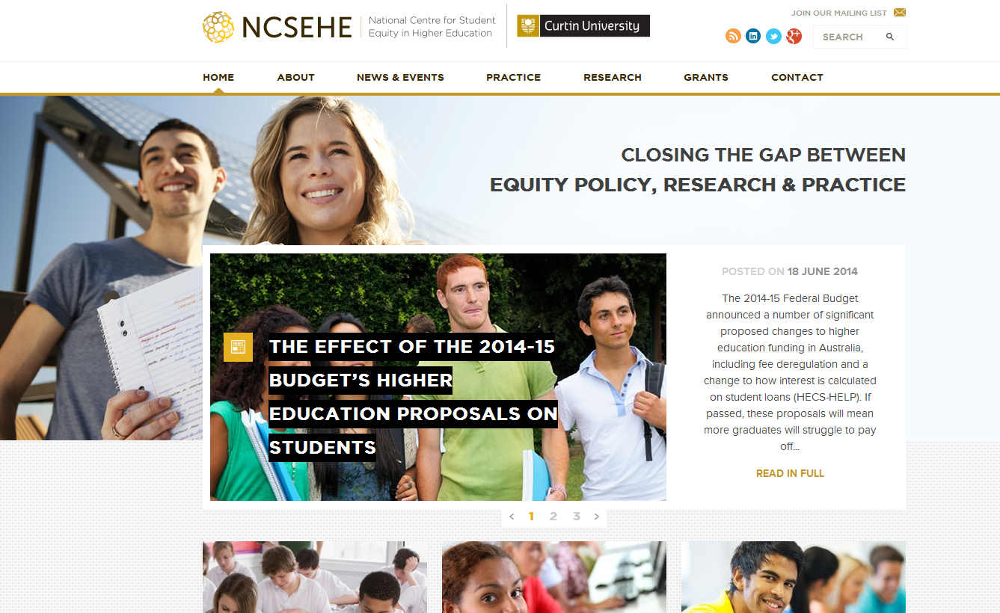 JOIN OUR MAILING LIST
NCSEHE
National Centre for Student
Equity in Higher Education
Curtin University
SEARCH
HOME ABOUT NEWS & EVENTS PRACTICE RESEARCH GRANTS CONTACT
CLOSING THE GAP BETWEEN
EQUITY POLICY, RESEARCH & PRACTICE
NEWS
THE EFFECT OF THE 2014-15
BUDGET’S HIGHER
EDUCATION PROPOSALS ON
STUDENTS
POSTED ON 18 JUNE 2014
The 2014-15 Federal Budget
announced a number of significant
proposed changes to higher
education funding in Australia,
including fee deregulation and a
change to how interest is calculated
on student loans (HECS-HELP). If
passed, these proposals will mean
more graduates will struggle to pay
off...
READ IN FULL
< 1 2 3 >